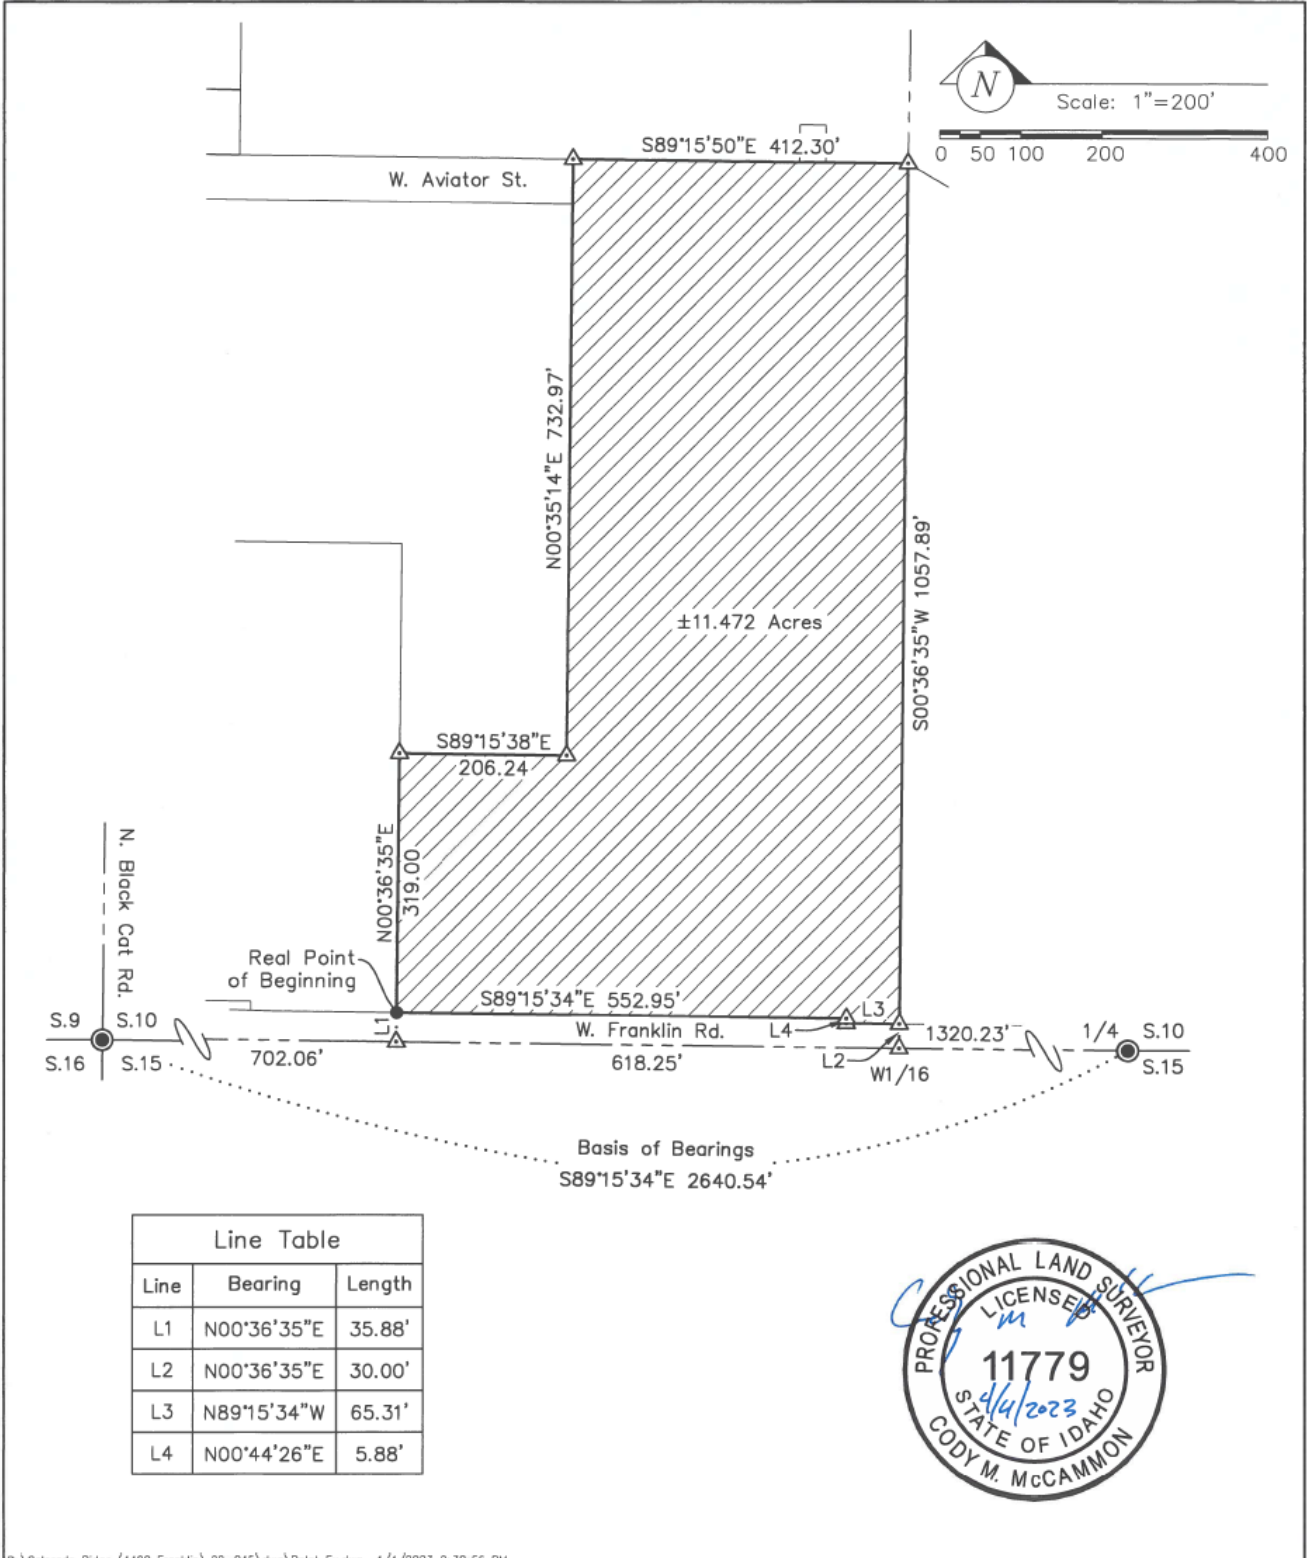 N
Scale: 1"=200'
0 50 100 200 400
S89°15'50"E 412.30'
W. Aviator St.
N00°35'14"E 732.97'
S00°36'35"W 1057.89'
±11.472 Acres
S89°15'38"E
206.24
N00°36'35"E
319.00
N. Black Cat Rd.
Real Point
of Beginning
S89°15'34"E 552.95'
L3
L1
W. Franklin Rd.
L4
L2
S.9
S.10
S.16
S.15
702.06'
618.25'
1320.23'
W1/16
1/4
S.10
S.15
Basis of Bearings
S89°15'34"E 2640.54'
Line Table
Line Bearing Length
L1 N00°36'35"E 35.88'
L2 N00°36'35"E 30.00'
L3 N89°15'34"W 65.31'
L4 N00°44'26"E 5.88'
PROFESSIONAL LAND SURVEYOR
LICENSED
11779
4/4/2023
STATE OF IDAHO
CODY M. McCAMMON